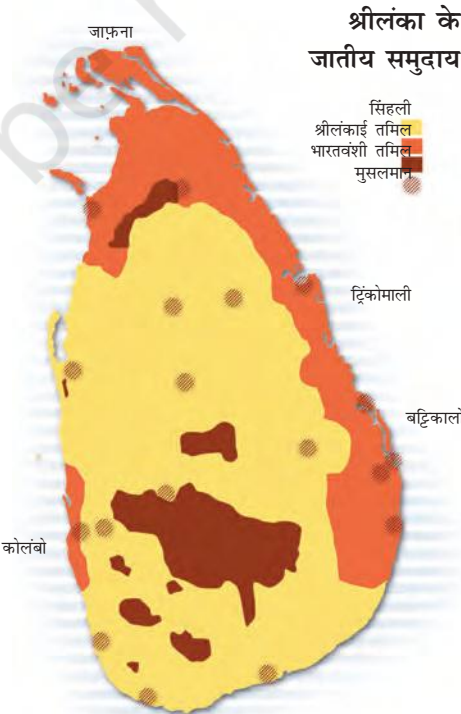 श्रीलंका के
जातीय समुदाय
जाफ़ना
सिंहली
श्रीलंकाई तमिल
भारतवंशी तमिल
मुसलमान
ट्रिंकोमाली
बट्टिकालो
कोलंबो